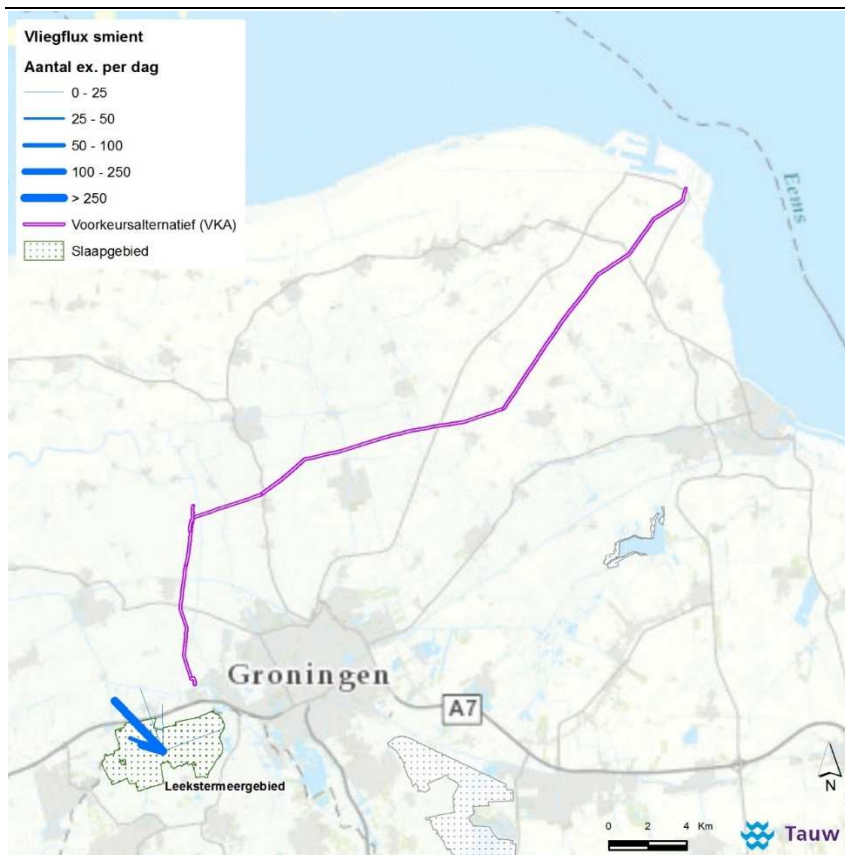 Vliegflux smient
Aantal ex. per dag
0 - 25
25 - 50
50 - 100
100 - 250
> 250
Voorkeursalternatief (VKA)
Slaapgebied
Eems
Groningen
A7
Leekstermeergebied
N
0 2 4 Km
Tauw